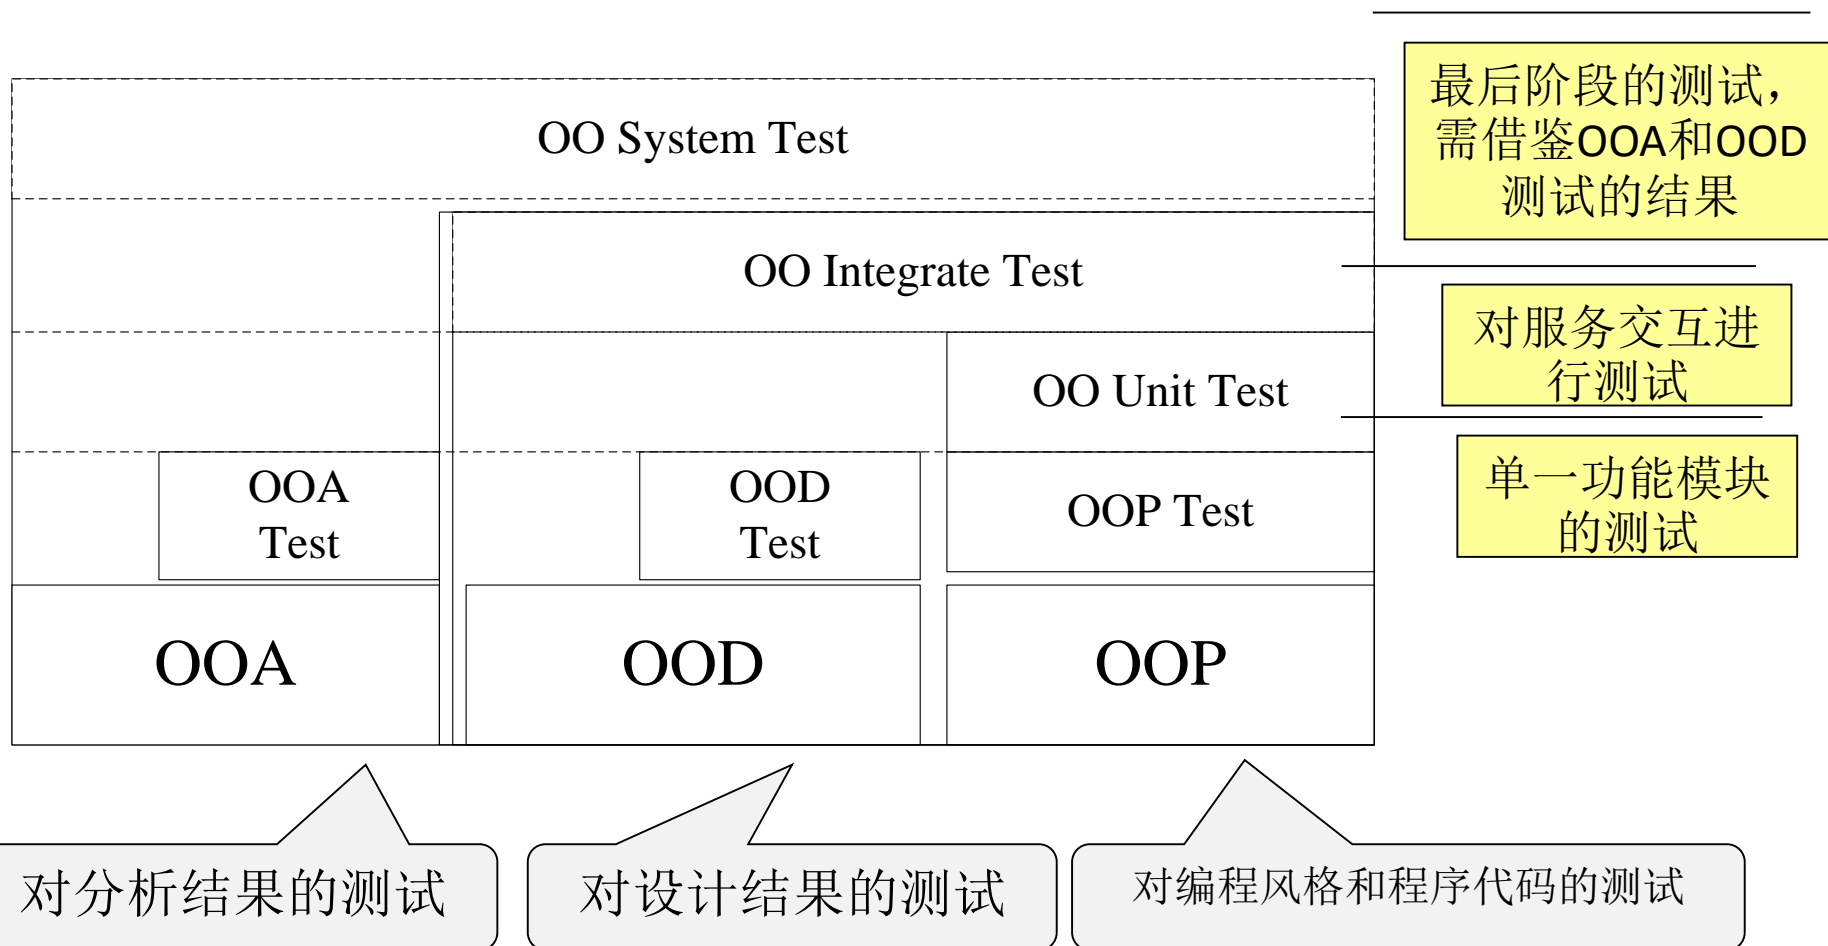 最后阶段的测试，
需借鉴OOA和OOD
测试的结果
OO System Test
OO Integrate Test
对服务交互进
行测试
OO Unit Test
单一功能模块
的测试
OOA
Test
OOD
Test
OOP Test
OOA
OOD
OOP
对分析结果的测试
对设计结果的测试
对编程风格和程序代码的测试